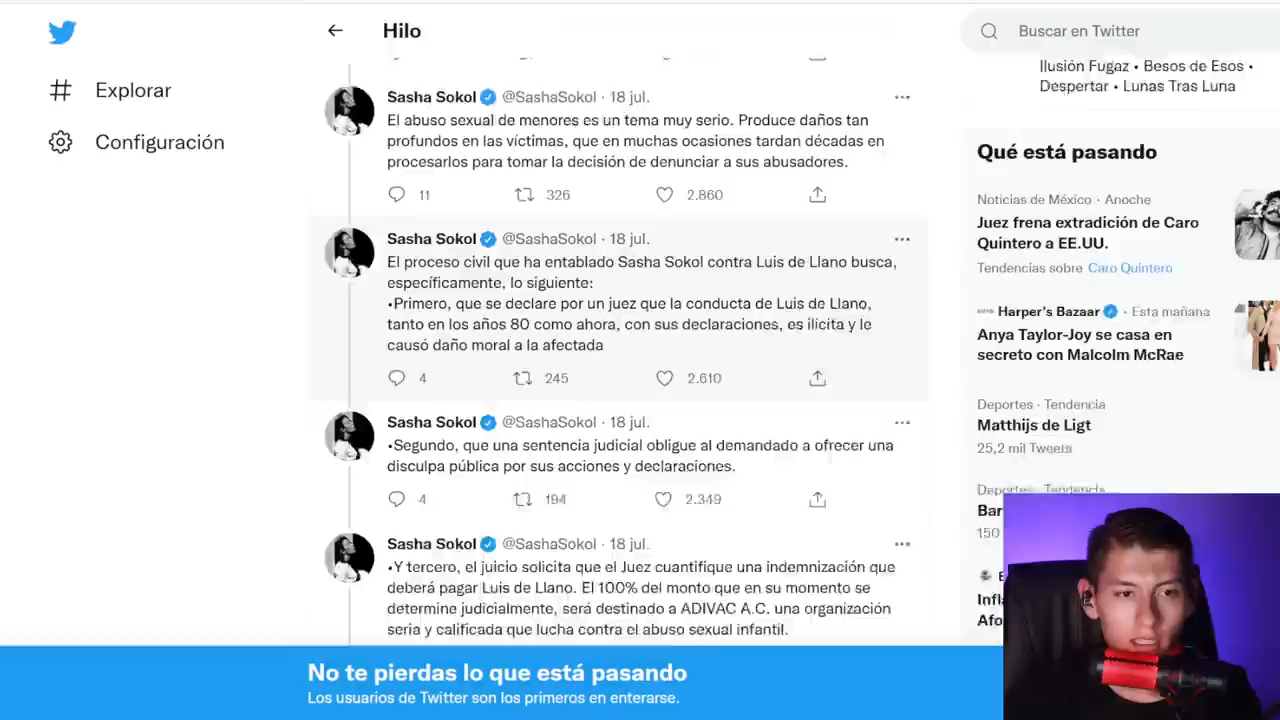 Hilo
Buscar en Twitter
Explorar
Configuración
Sasha Sokol @SashaSokol · 18 jul.
El abuso sexual de menores es un tema muy serio. Produce daños tan
profundos en las víctimas, que en muchas ocasiones tardan décadas en
procesarlos para tomar la decisión de denunciar a sus abusadores.
11 326 2.860
Sasha Sokol @SashaSokol · 18 jul.
El proceso civil que ha entablado Sasha Sokol contra Luis de Llano busca,
específicamente, lo siguiente:
•Primero, que se declare por un juez que la conducta de Luis de Llano,
tanto en los años 80 como ahora, con sus declaraciones, es ilícita y le
causó daño moral a la afectada
4 245 2.610
Sasha Sokol @SashaSokol · 18 jul.
•Segundo, que una sentencia judicial obligue al demandado a ofrecer una
disculpa pública por sus acciones y declaraciones.
4 194 2.349
Sasha Sokol @SashaSokol · 18 jul.
•Y tercero, el juicio solicita que el Juez cuantifique una indemnización que
deberá pagar Luis de Llano. El 100% del monto que en su momento se
determine judicialmente, será destinado a ADIVAC A.C. una organización
seria y calificada que lucha contra el abuso sexual infantil.
Ilusión Fugaz • Besos de Esos •
Despertar • Lunas Tras Luna
Qué está pasando
Noticias de México · Anoche
Juez frena extradición de Caro
Quintero a EE.UU.
Tendencias sobre Caro Quintero
Harper's Bazaar · Esta mañana
Anya Taylor-Joy se casa en
secreto con Malcolm McRae
Deportes · Tendencia
Matthijs de Ligt
25,2 mil Tweets
Deportes · Tendencia
150
No te pierdas lo que está pasando
Los usuarios de Twitter son los primeros en enterarse.